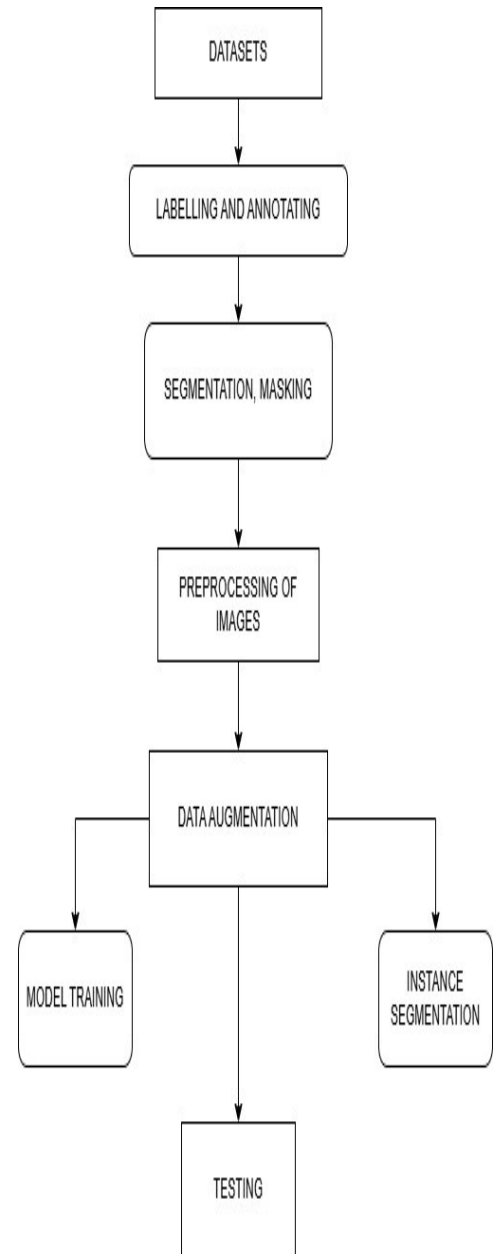 DATASETS
LABELLING AND ANNOTATING
SEGMENTATION, MASKING
PREPROCESSING OF
IMAGES
DATA AUGMENTATION
MODEL TRAINING
INSTANCE
SEGMENTATION
TESTING